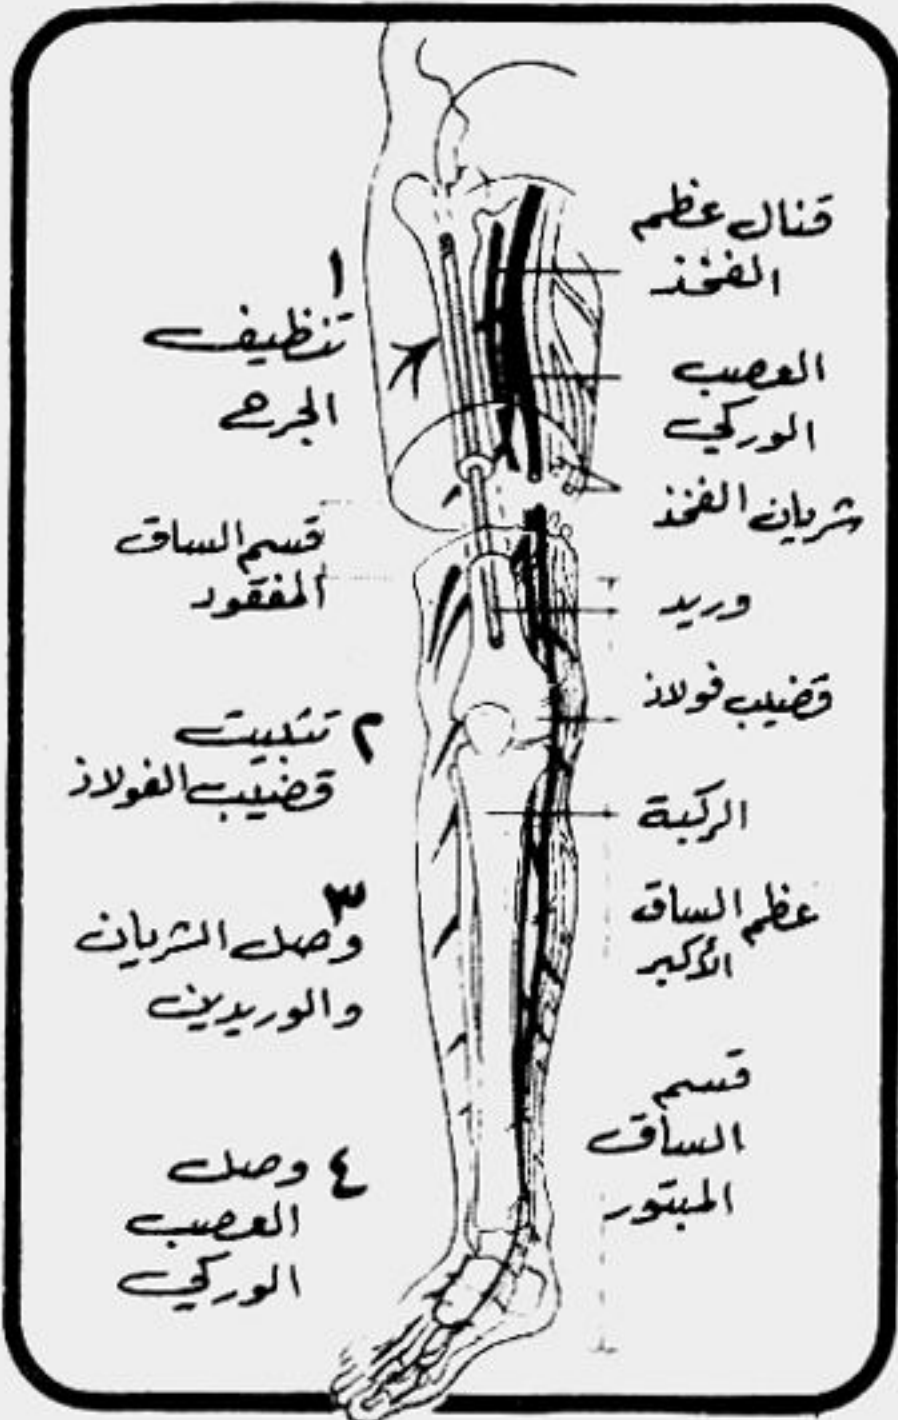 قنال عظم
الفخذ
العصب
الوركي
شريان الفخذ
وريد
قضيب فولاذ
الركبة
عظم الساق
الأكبر
قسم
الساق
المبتور
١
تنظيف
الجرح
قسم الساق
المفقود
٢ تثبيت
قضيب الفولاذ
٣
وصل الشريان
والوريدين
٤ وصل
العصب
الوركي